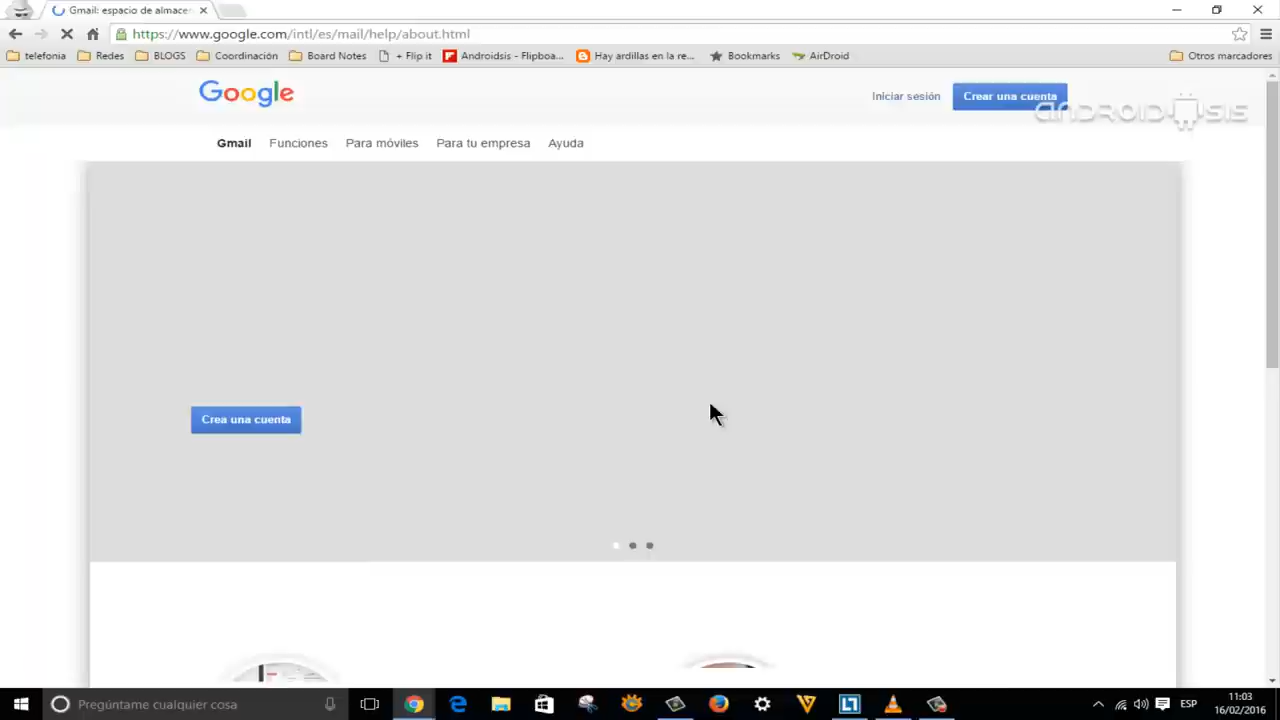 Gmail: espacio de almace
https://www.google.com/intl/es/mail/help/about.html
telefonia Redes BLOGS Coordinación Board Notes + Flip it Androidsis - Flipboa... Hay ardillas en la re... Bookmarks AirDroid Otros marcadores
Google
Iniciar sesión Crear una cuenta
ANDROIDSIS
Gmail Funciones Para móviles Para tu empresa Ayuda
Crea una cuenta
Pregúntame cualquier cosa
ESP
11:03
16/02/2016